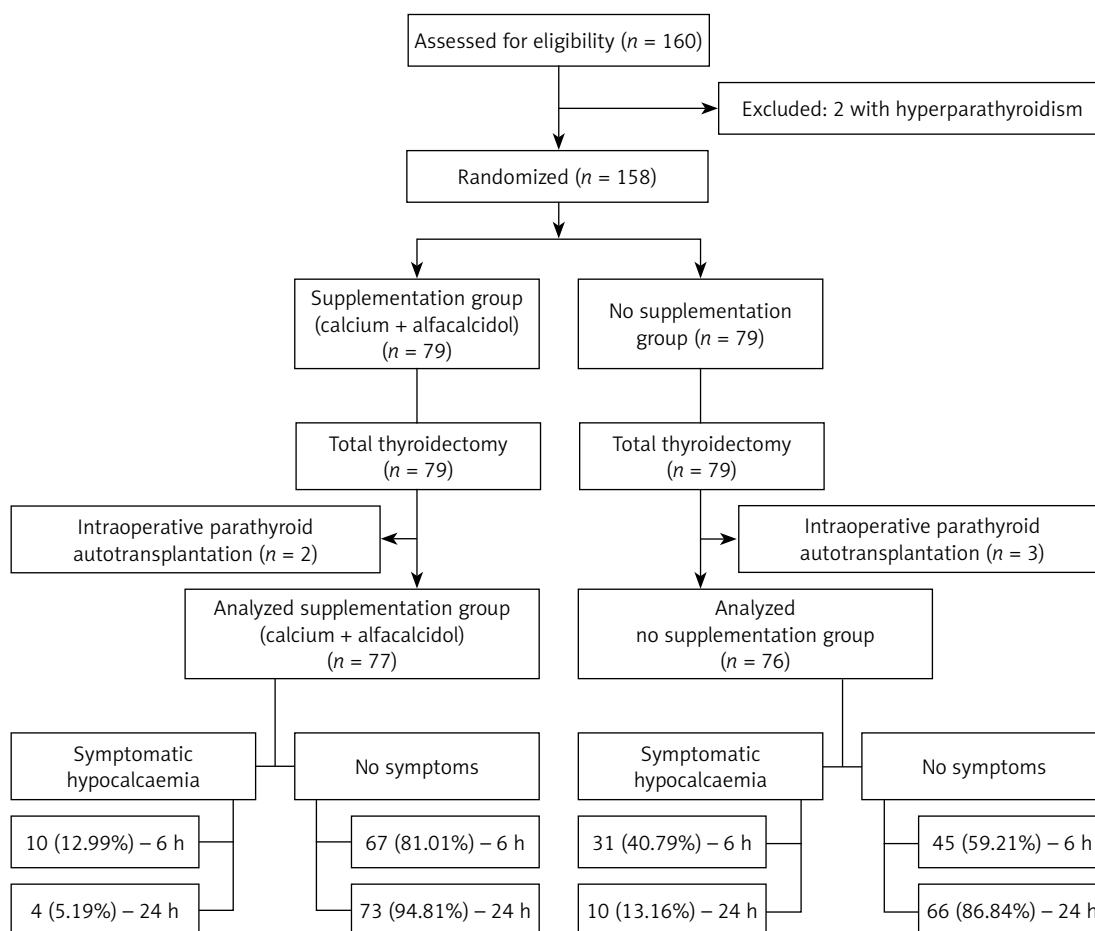 Assessed for eligibility (n = 160)
Excluded: 2 with hyperparathyroidism
Randomized (n = 158)
Supplementation group
(calcium + alfacalcidol)
(n = 79)
No supplementation
group (n = 79)
Total thyroidectomy
(n = 79)
Total thyroidectomy
(n = 79)
Intraoperative parathyroid
autotransplantation (n = 2)
Intraoperative parathyroid
autotransplantation (n = 3)
Analyzed supplementation group
(calcium + alfacalcidol)
(n = 77)
Analyzed
no supplementation group
(n = 76)
Symptomatic
hypocalcaemia
No symptoms
Symptomatic
hypocalcaemia
No symptoms
10 (12.99%) – 6 h
67 (81.01%) – 6 h
31 (40.79%) – 6 h
45 (59.21%) – 6 h
4 (5.19%) – 24 h
73 (94.81%) – 24 h
10 (13.16%) – 24 h
66 (86.84%) – 24 h